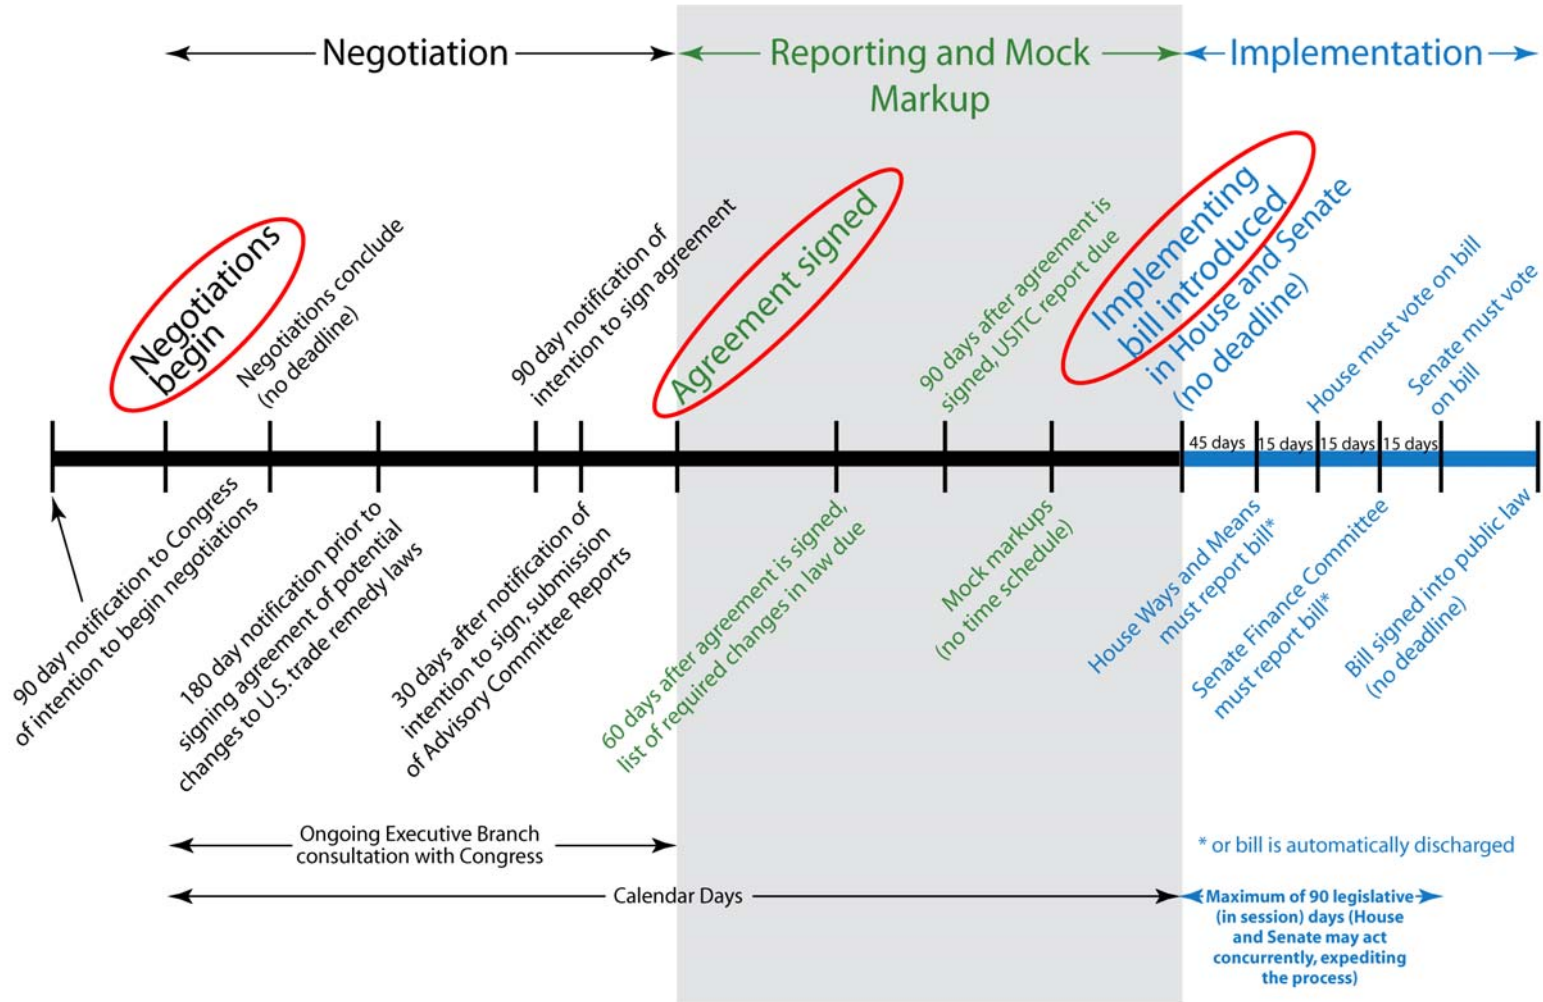 Negotiation
Reporting and Mock
Markup
Implementation
Negotiations
begin
Negotiations conclude
(no deadline)
90 day notification of
intention to sign agreement
Agreement signed
90 days after agreement is
signed, USITC report due
Implementing
bill introduced
in House and Senate
(no deadline)
House must vote on bill
Senate must vote
on bill
45 days
15 days
15 days
15 days
90 day notification to Congress
of intention to begin negotiations
180 day notification prior to
signing agreement of potential
changes to U.S. trade remedy laws
30 days after notification of
intention to sign, submission
of Advisory Committee Reports
60 days after agreement is signed,
list of required changes in law due
Mock markups
(no time schedule)
House Ways and Means
must report bill*
Senate Finance Committee
must report bill*
Bill signed into public law
(no deadline)
Ongoing Executive Branch
consultation with Congress
* or bill is automatically discharged
Calendar Days
Maximum of 90 legislative
(in session) days (House
and Senate may act
concurrently, expediting
the process)